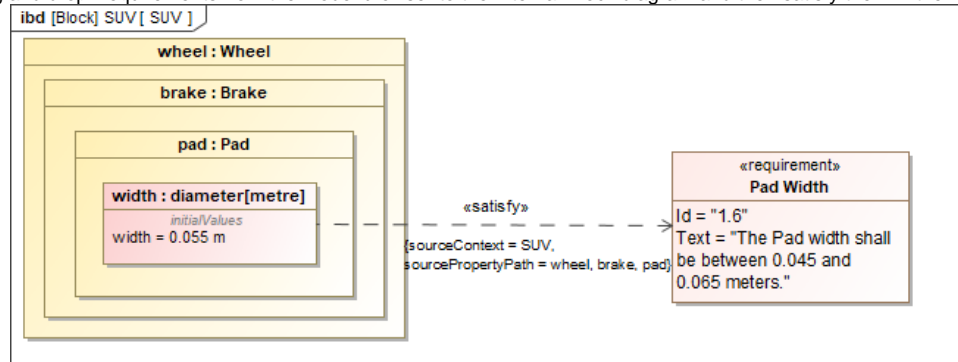 ibd [Block] SUV [ SUV ]
wheel : Wheel
brake : Brake
pad : Pad
width : diameter[metre]
initialValues
width = 0.055 m
«satisfy»
{sourceContext = SUV,
sourcePropertyPath = wheel, brake, pad}
«requirement»
Pad Width
Id = "1.6"
Text = "The Pad width shall
be between 0.045 and
0.065 meters."